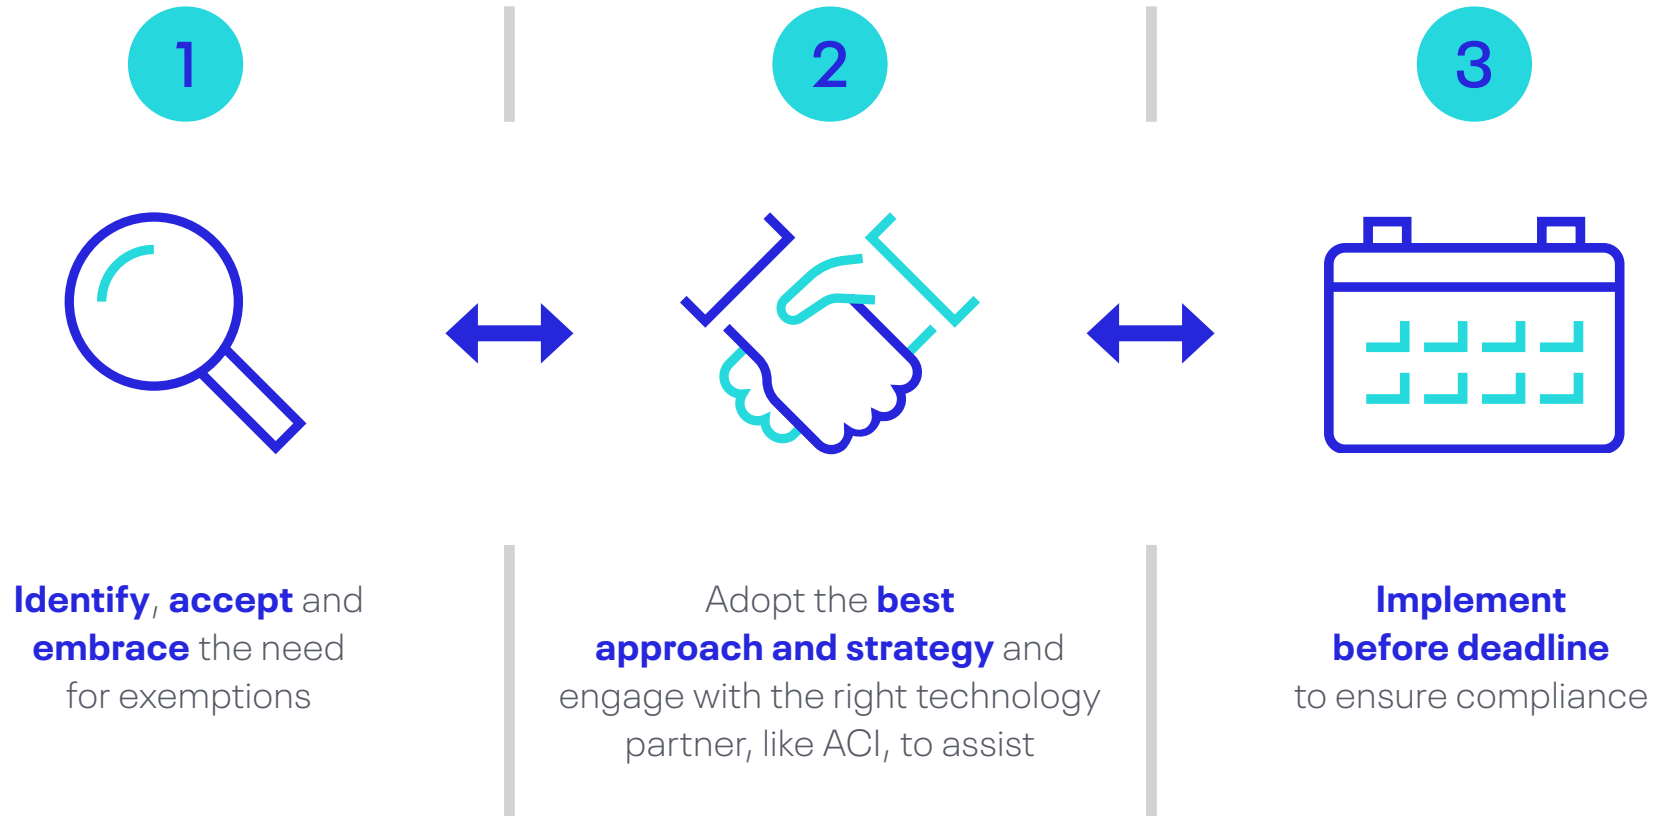 1
Identify, accept and
embrace the need
for exemptions
2
Adopt the best
approach and strategy and
engage with the right technology
partner, like ACI, to assist
3
Implement
before deadline
to ensure compliance